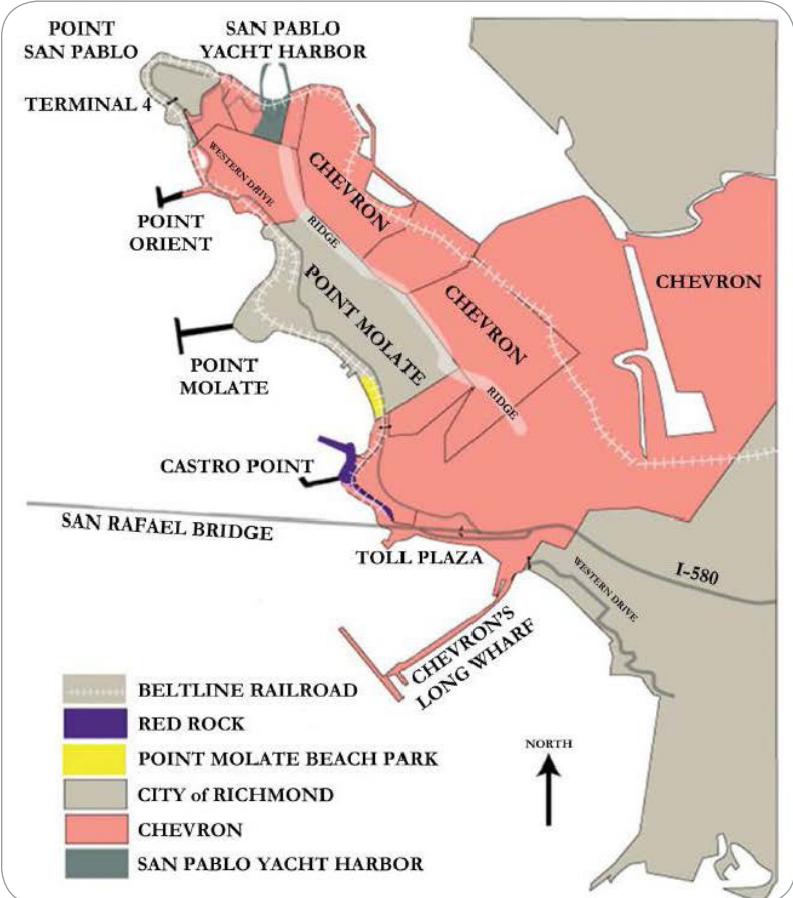 POINT
SAN PABLO
SAN PABLO
YACHT HARBOR
TERMINAL 4
WESTERN DRIVE
CHEVRON
POINT
ORIENT
RIDGE
CHEVRON
POINT MOLATE
CHEVRON
POINT
MOLATE
RIDGE
CASTRO POINT
SAN RAFAEL BRIDGE
TOLL PLAZA
I-580
WESTERN DRIVE
CHEVRON'S
LONG WHARF
BELTLINE RAILROAD
RED ROCK
POINT MOLATE BEACH PARK
CITY of RICHMOND
CHEVRON
SAN PABLO YACHT HARBOR
NORTH